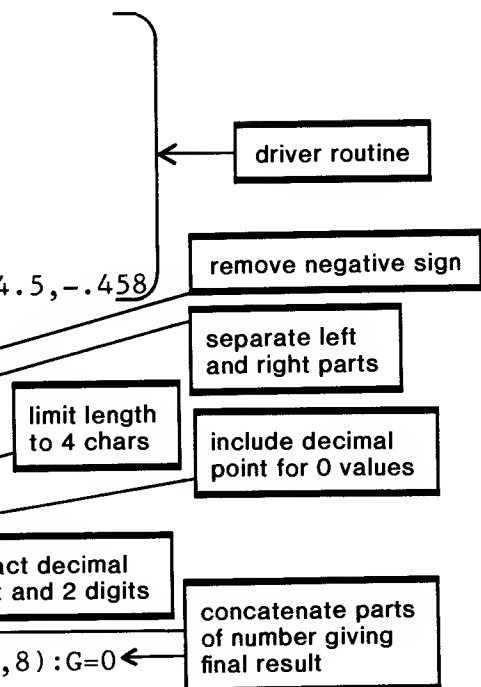 driver routine
4.5,-.458
remove negative sign
separate left
and right parts
limit length
to 4 chars
include decimal
point for 0 values
act decimal
t and 2 digits
concatenate parts
of number giving
final result
,8):G=0